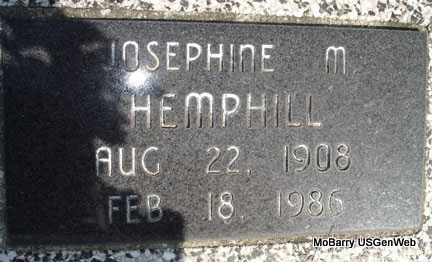 JOSEPHINE M
HEMPHILL
AUG 22, 1908
FEB 18, 1986
MoBarry USGenWeb